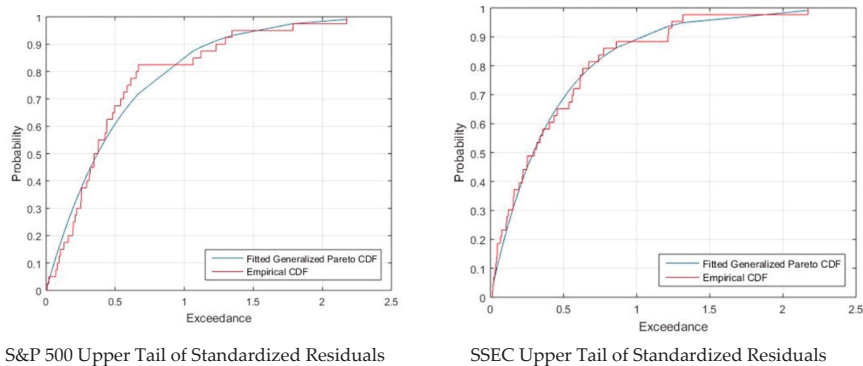 1
0.9
0.8
0.7
0.6
0.5
0.4
0.3
0.2
0.1
0
Probability
0 0.5 1 1.5 2 2.5
Exceedance
Fitted Generalized Pareto CDF
Empirical CDF
S&P 500 Upper Tail of Standardized Residuals
1
0.9
0.8
0.7
0.6
0.5
0.4
0.3
0.2
0.1
0
Probability
0 0.5 1 1.5 2 2.5
Exceedance
Fitted Generalized Pareto CDF
Empirical CDF
SSEC Upper Tail of Standardized Residuals